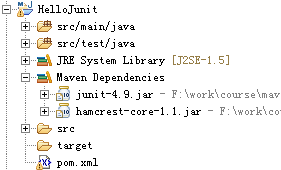 HelloJunit
src/main/java
src/test/java
JRE System Library [J2SE-1.5]
Maven Dependencies
junit-4.9.jar - F:\work\course\mav
hamcrest-core-1.1.jar - F:\work\co
src
target
pom.xml